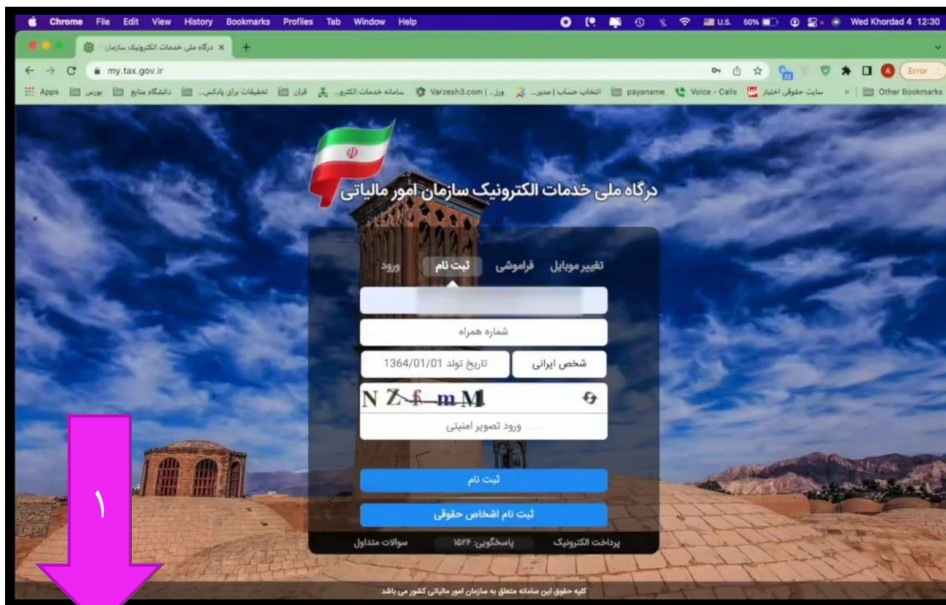 Chrome File Edit View History Bookmarks Profiles Tab Window Help U.S. 50% Wed Khordad 4 12:30
درگاه ملی خدمات الکترونیک سازمان
my.tax.gov.ir Error
Apps بورس دانشگاه منابع تخفیفات برای پادکس... قرآن سامانه خدمات الکترو... Varzesh3.com | ورز... انتخاب حساب | مدیر... payaname Voice - Calls سایت حقوقی اختبار Other Bookmarks
درگاه ملی خدمات الکترونیک سازمان امور مالیاتی
ورود ثبت نام فراموشی تغییر موبایل
شماره همراه
شخص ایرانی تاریخ تولد 1364/01/01
N Z f m M
ورود تصویر امنیتی
ثبت نام
ثبت نام اشخاص حقوقی
پرداخت الکترونیک پاسخگویی: ۱۵۲۶ سوالات متداول
کلیه حقوق این سامانه متعلق به سازمان امور مالیاتی کشور می باشد
۱